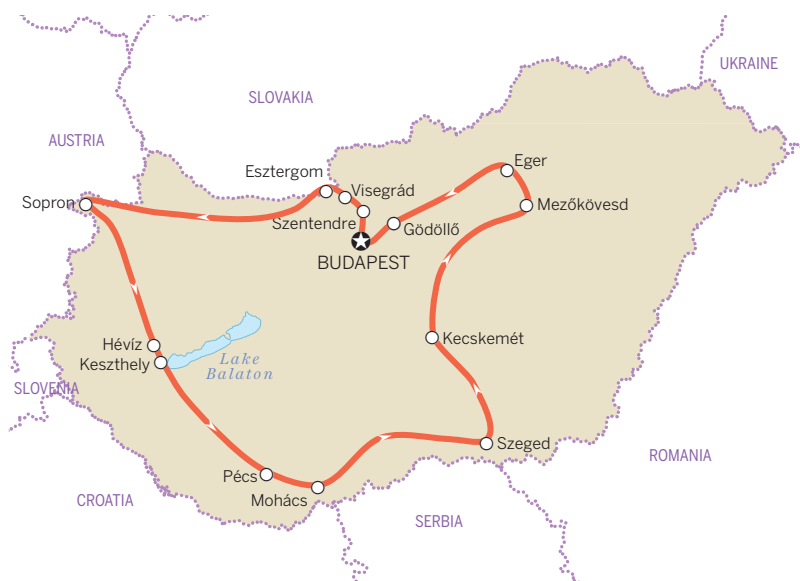 UKRAINE
SLOVAKIA
AUSTRIA
Eger
Esztergom
Visegrád
Sopron
Mezőkövesd
Szentendre
Gödöllő
BUDAPEST
Kecskemét
Hévíz
Lake
Balaton
Keszthely
SLOVENIA
Szeged
ROMANIA
Pécs
Mohács
CROATIA
SERBIA